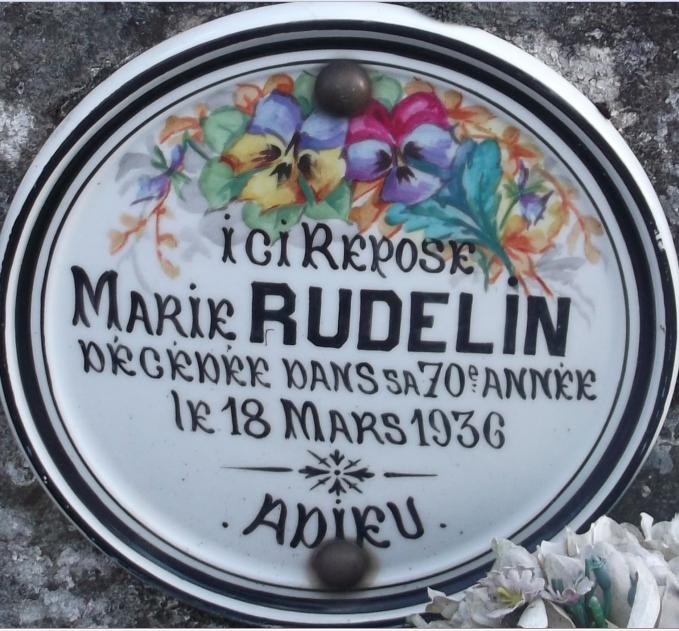 iCi REPOSE
MARIE RUDELIN
DÉCÉDÉE DANS SA 70e ANNÉE
lE 18 MARS 1936
. ADIEU .